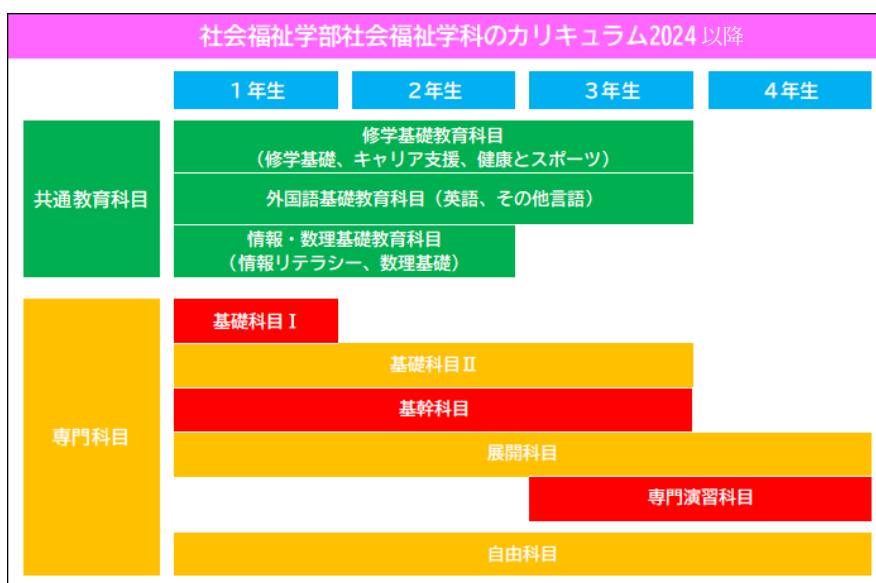 社会福祉学部社会福祉学科のカリキュラム2024以降
１年生
２年生
３年生
４年生
共通教育科目
修学基礎教育科目
（修学基礎、キャリア支援、健康とスポーツ）
外国語基礎教育科目（英語、その他言語）
情報・数理基礎教育科目
（情報リテラシー、数理基礎）
専門科目
基礎科目Ⅰ
基礎科目Ⅱ
基幹科目
展開科目
専門演習科目
自由科目